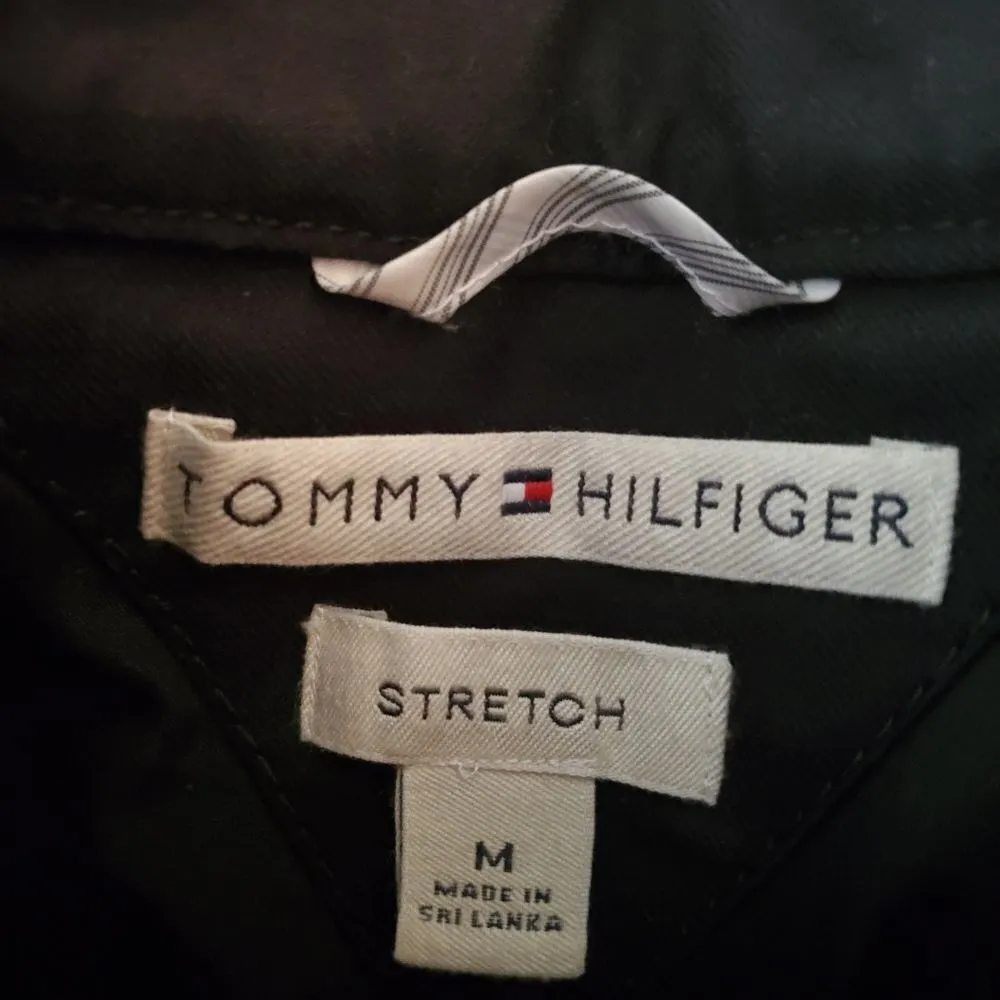 TOMMY HILFIGER
STRETCH
M
MADE IN
SRI LANKA